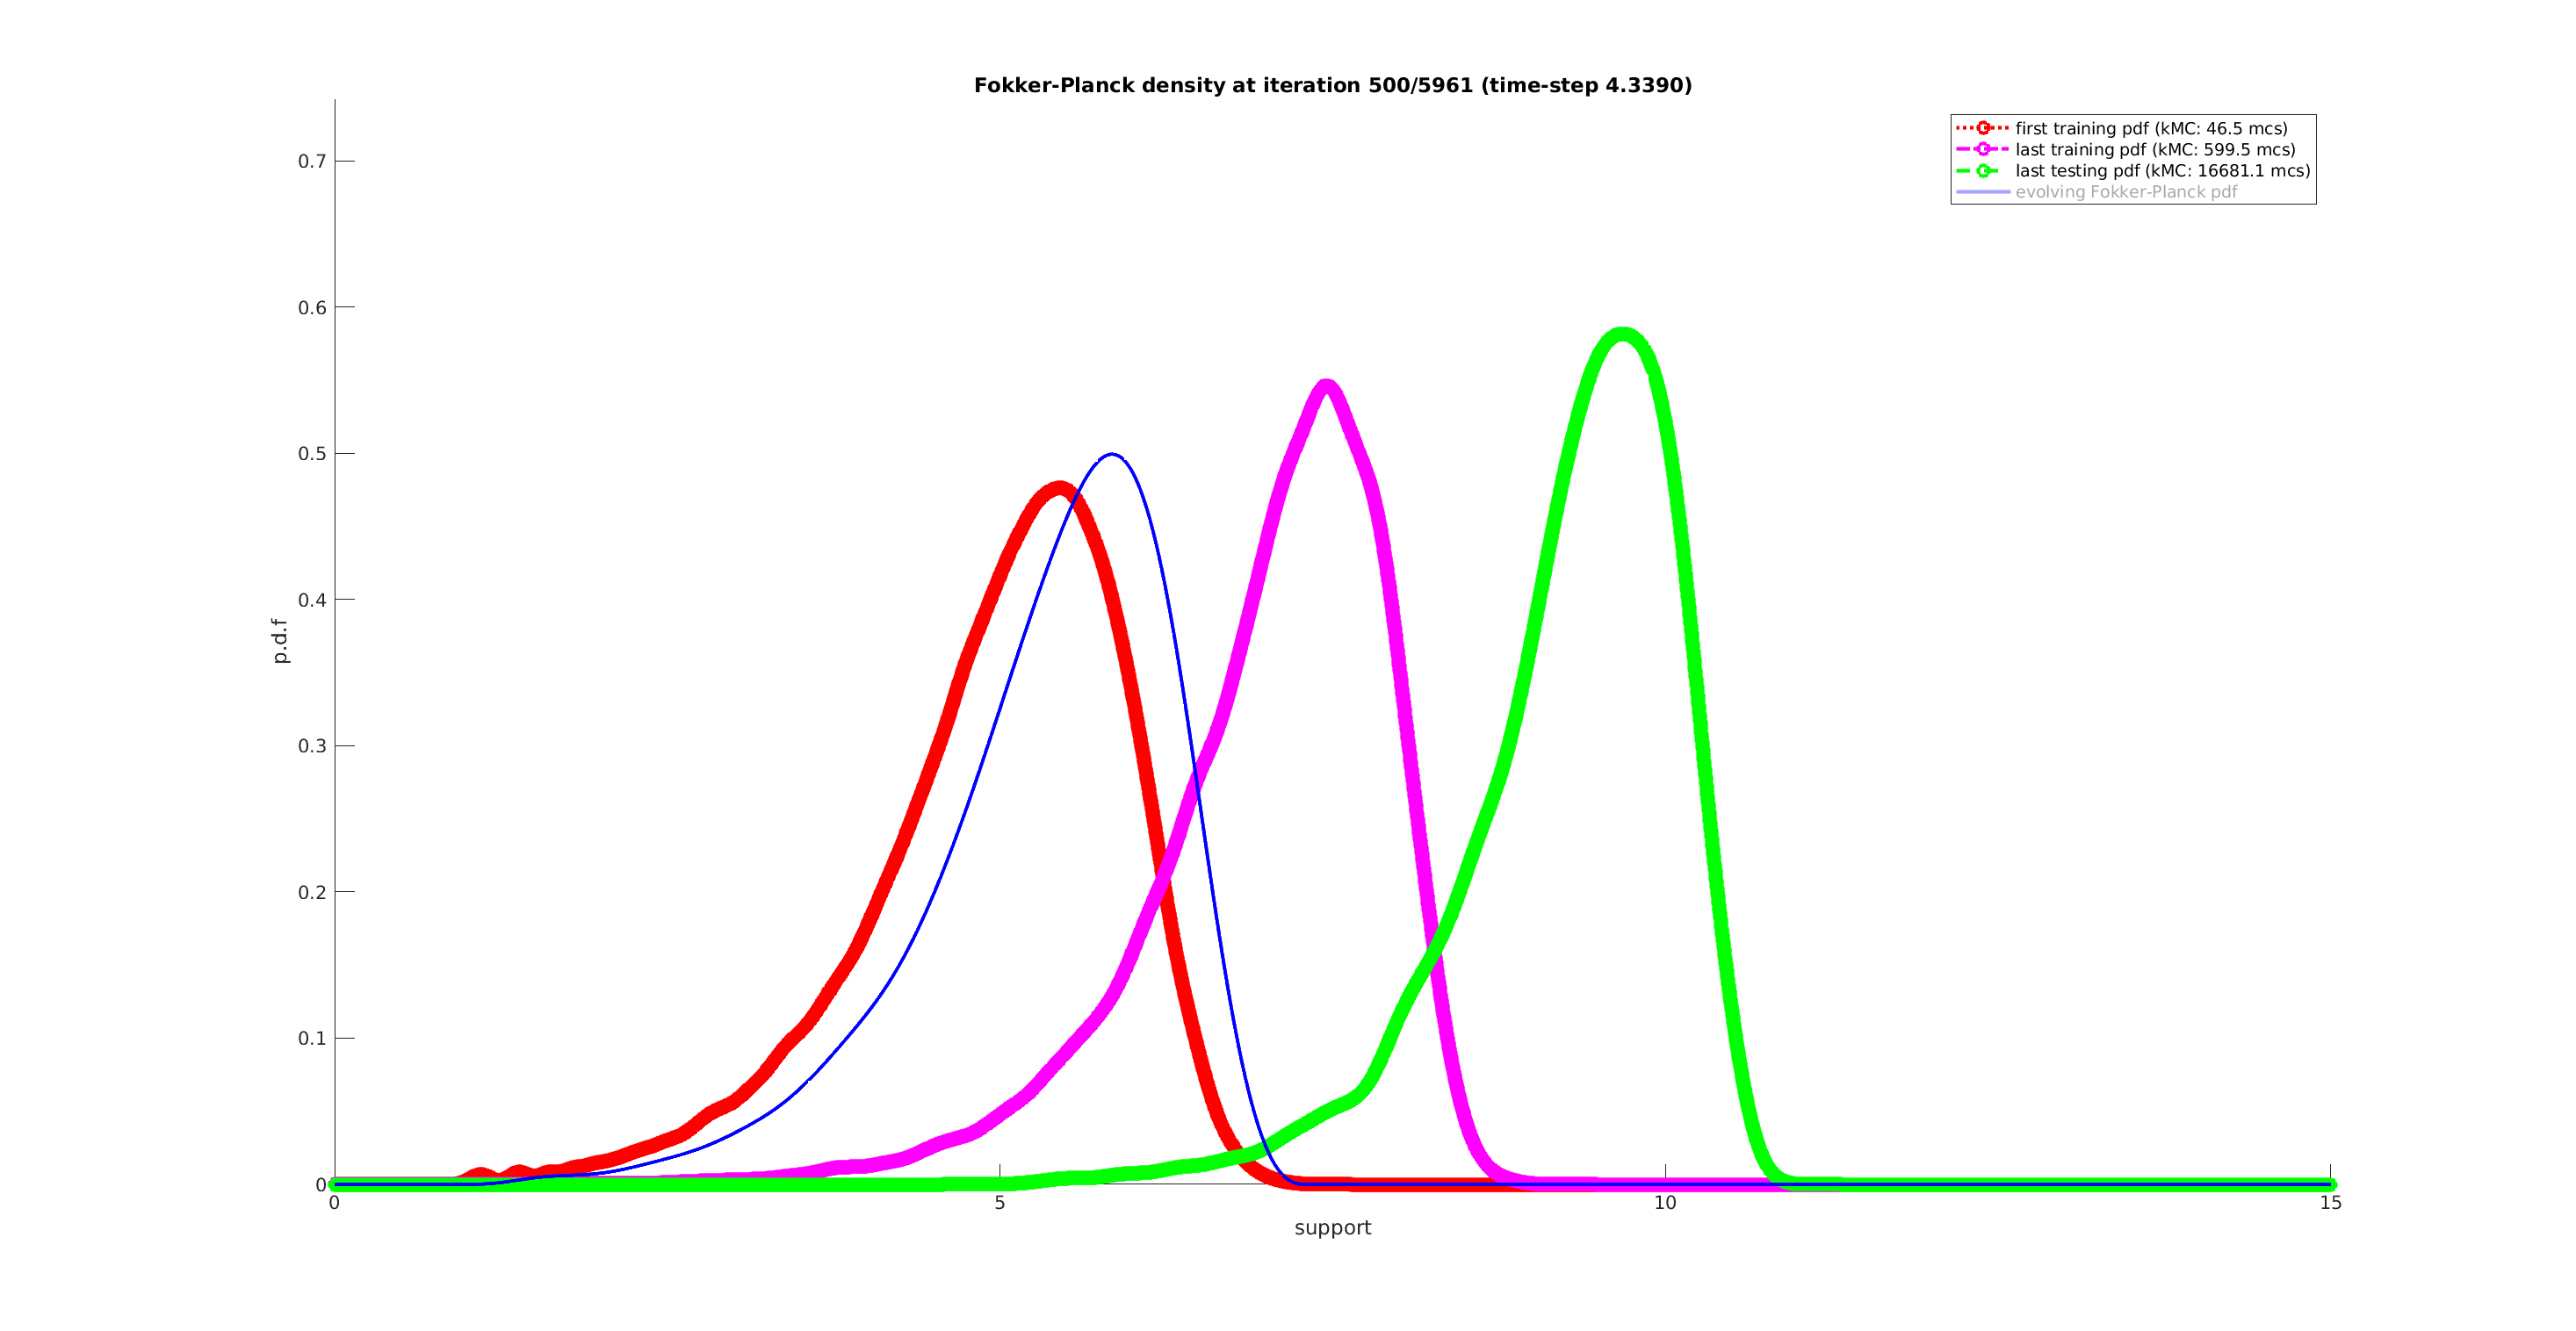 Fokker-Planck density at iteration 500/5961 (time-step 4.3390)
first training pdf (kMC: 46.5 mcs)
last training pdf (kMC: 599.5 mcs)
last testing pdf (kMC: 16681.1 mcs)
evolving Fokker-Planck pdf
0.7
0.6
0.5
0.4
0.3
0.2
0.1
0
p.d.f
0 5 10 15
support